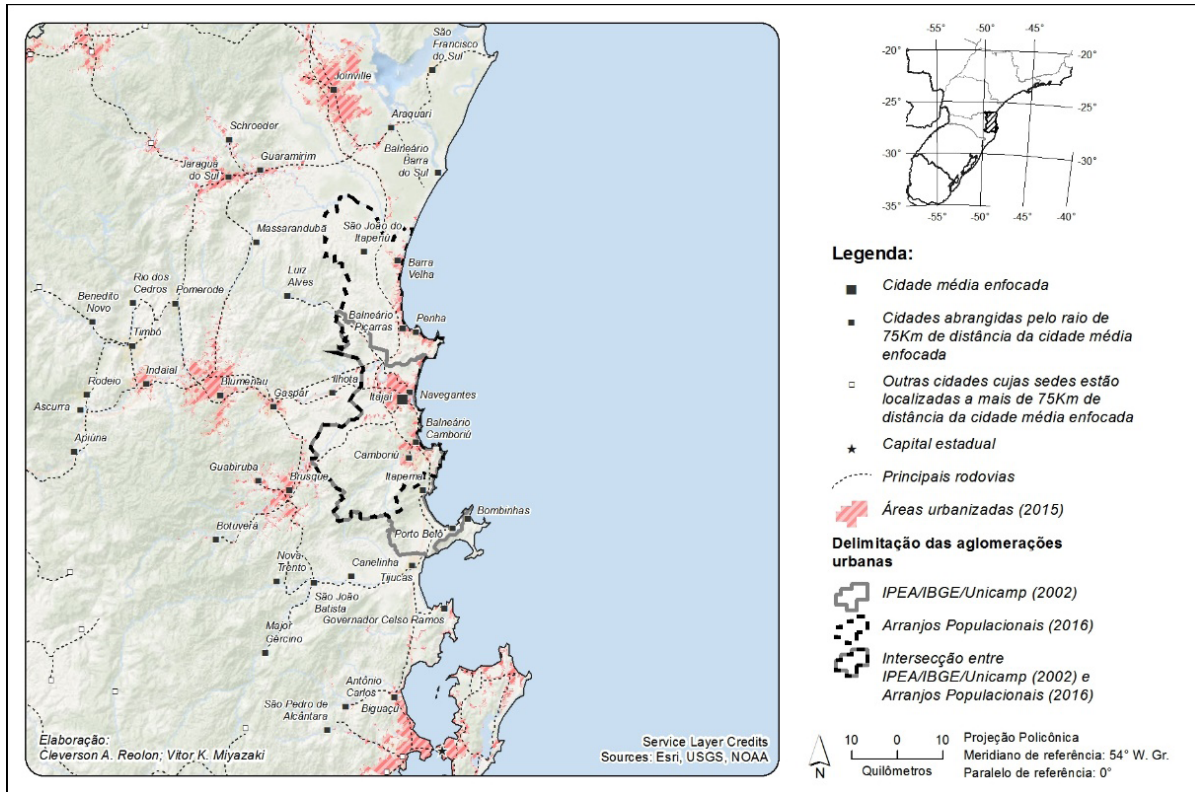 São
Francisco
do Sul
Joinville
Araquari
Schroeder
Balneário
Barra
do Sul
Guaramirim
Jaragua
do Sul
São João do
Itaperiú
Massarandubá
Barra
Velha
Luiz
Alves
Rio dos
Cedros
Pomerode
Benedito
Novo
Balneário
Piçarras
Penha
Timbó
Indaial
Ilhota
Rodeio
Blumenau
Gaspar
Itajaí
Navegantes
Ascurra
Balneário
Camboriú
Apiúna
Camboriú
Guabiruba
Itapema
Brusque
Bombinhas
Botuverá
Porto Belo
Nova
Trento
Canelinha
Tijucas
São João
Batista
Governador Celso Ramos
Major
Gercino
Antônio
Carlos
Biguaçú
São Pedro de
Alcântara
Elaboração:
Cleverson A. Reolon; Vitor K. Miyazaki
Service Layer Credits
Sources: Esri, USGS, NOAA
-55° -50° -45°
-20° -20°
-25° -25°
-30° -30°
-35°
-55° -50° -45° -40°
Legenda:
Cidade média enfocada
Cidades abrangidas pelo raio de
75Km de distância da cidade média
enfocada
Outras cidades cujas sedes estão
localizadas a mais de 75Km de
distância da cidade média enfocada
Capital estadual
Principais rodovias
Áreas urbanizadas (2015)
Delimitação das aglomerações
urbanas
IPEA/IBGE/Unicamp (2002)
Arranjos Populacionais (2016)
Intersecção entre
IPEA/IBGE/Unicamp (2002) e
Arranjos Populacionais (2016)
N
10 0 10
Quilômetros
Projeção Policônica
Meridiano de referência: 54° W. Gr.
Paralelo de referência: 0°